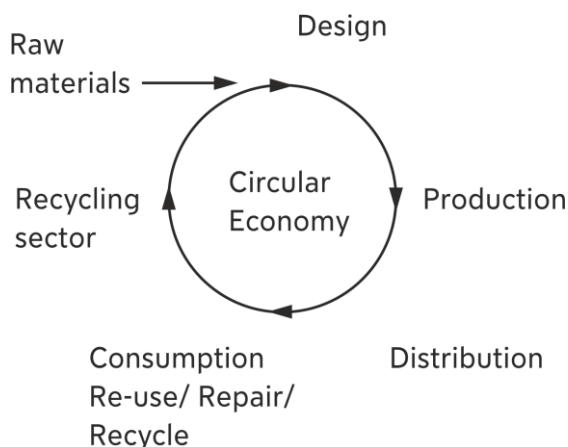 Design
Raw
materials
Circular
Economy
Production
Recycling
sector
Distribution
Consumption
Re-use/ Repair/
Recycle